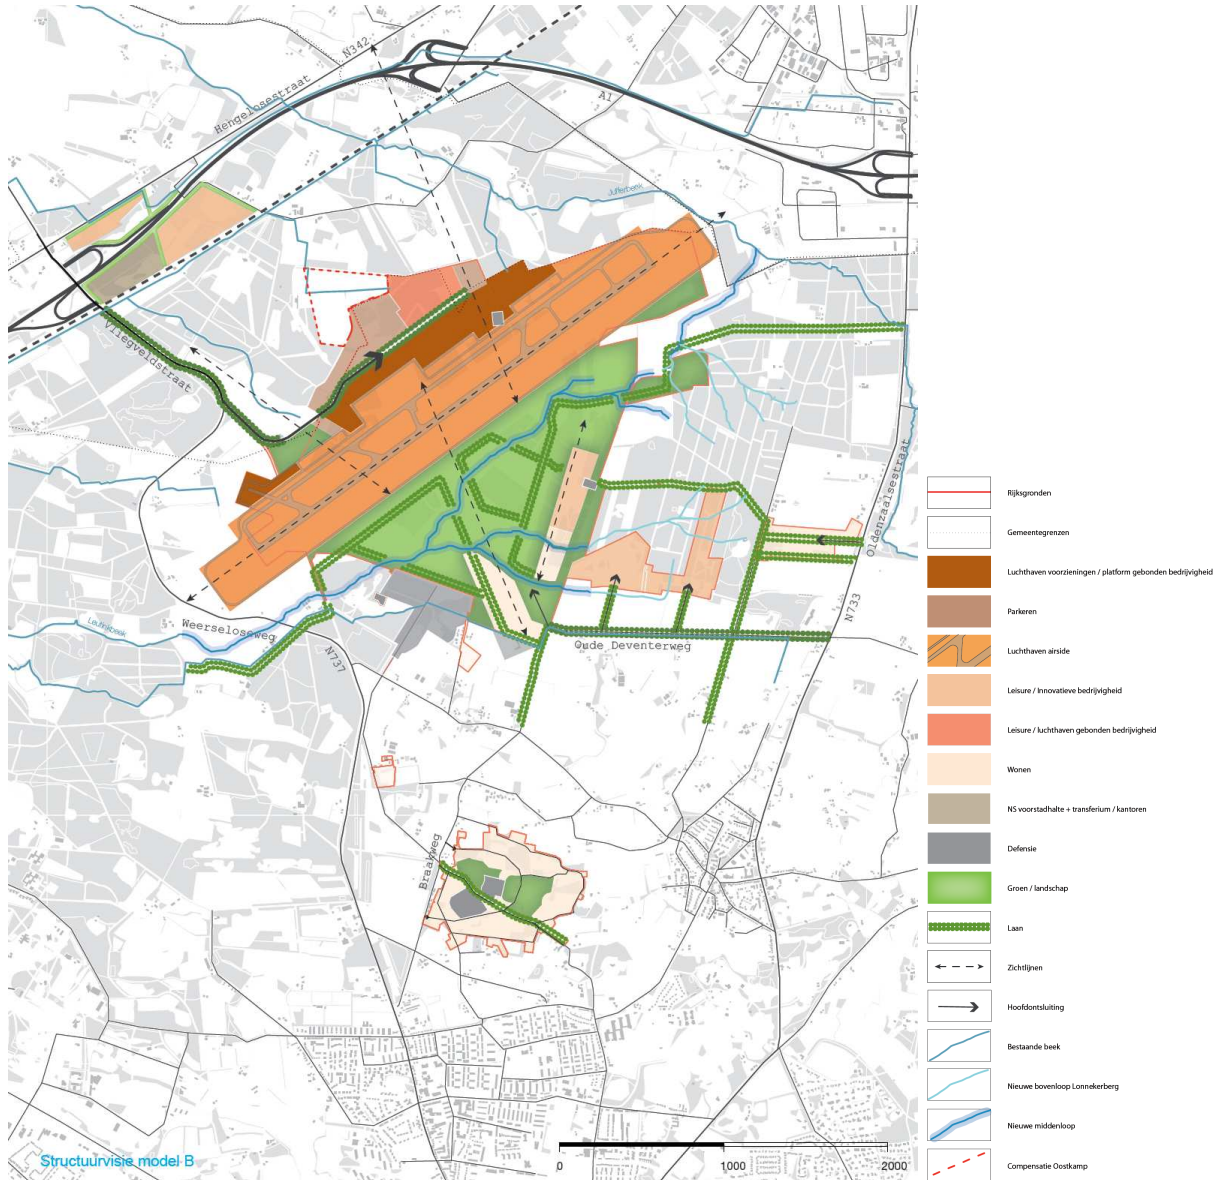 N342
Hengelosestraat
A1
Jufferbeek
Vliegveldstraat
Oldenzaalsestraat
Leutinkbeek
Weerseloseweg
N737
N733
Oude Deventerweg
Braakweg
Structuurvisie model B
0 1000 2000
Rijksgronden
Gemeentegrenzen
Luchthaven voorzieningen / platform gebonden bedrijvigheid
Parkeren
Luchthaven airside
Leisure / Innovatieve bedrijvigheid
Leisure / luchthaven gebonden bedrijvigheid
Wonen
NS voorstadhalte + transferium / kantoren
Defensie
Groen / landschap
Laan
Zichtlijnen
Hoofdontsluiting
Bestaande beek
Nieuwe bovenloop Lonnekerberg
Nieuwe middenloop
Compensatie Oostkamp